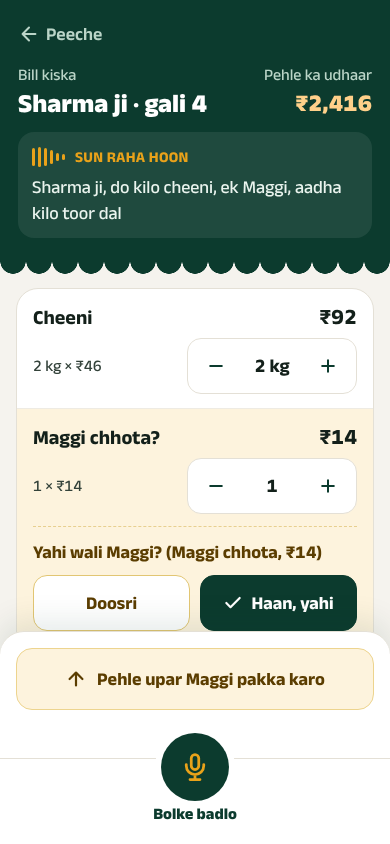 Peeche
Bill kiska
Pehle ka udhaar
Sharma ji · gali 4
₹2,416
SUN RAHA HOON
Sharma ji, do kilo cheeni, ek Maggi, aadha
kilo toor dal
Cheeni
₹92
2 kg × ₹46
2 kg
Maggi chhota?
₹14
1 × ₹14
1
Yahi wali Maggi? (Maggi chhota, ₹14)
Doosri
Haan, yahi
Pehle upar Maggi pakka karo
Bolke badlo